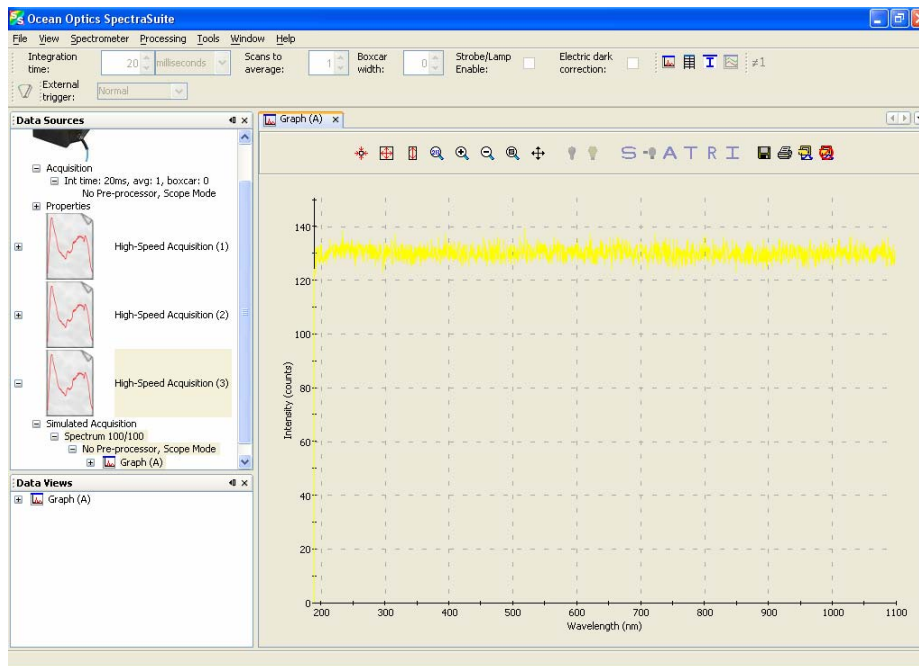 Ocean Optics SpectraSuite
File View Spectrometer Processing Tools Window Help
Integration time: 20 milliseconds Scans to average: 1 Boxcar width: 0 Strobe/Lamp Enable: Electric dark correction: ≠1
External trigger: Normal
Data Sources
Acquisition
Int time: 20ms, avg: 1, boxcar: 0
No Pre-processor, Scope Mode
Properties
High-Speed Acquisition (1)
High-Speed Acquisition (2)
High-Speed Acquisition (3)
Simulated Acquisition
Spectrum 100/100
No Pre-processor, Scope Mode
Graph (A)
Data Views
Graph (A)
Graph (A)
S A T R I
140
120
100
80
60
40
20
0
Intensity (counts)
200 300 400 500 600 700 800 900 1000 1100
Wavelength (nm)